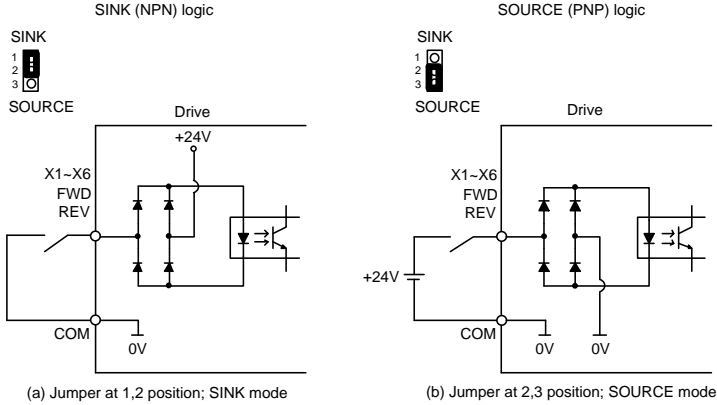 SINK (NPN) logic
SINK
1
2
3
SOURCE
Drive
+24V
X1~X6
FWD
REV
COM
0V
(a) Jumper at 1,2 position; SINK mode
SOURCE (PNP) logic
SINK
1
2
3
SOURCE
Drive
X1~X6
FWD
REV
+24V
COM
0V
0V
(b) Jumper at 2,3 position; SOURCE mode